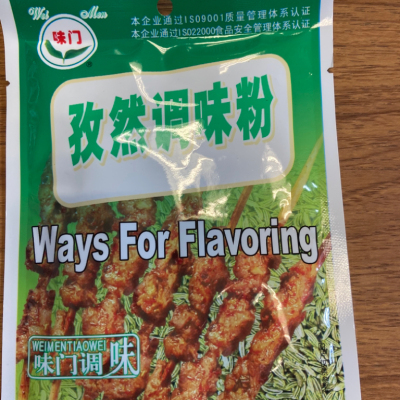 Wei Men
味门
本企业通过ISO9001质量管理体系认证
本企业通过ISO22000食品安全管理体系认证
孜然调味粉
Ways For Flavoring
WEIMENTIAOWEI
味门调味